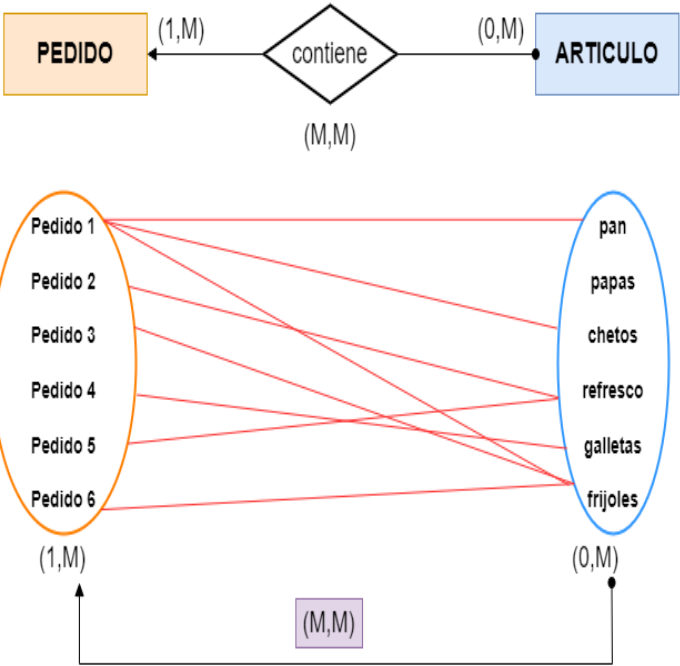 (1,M)
(0,M)
PEDIDO
contiene
ARTICULO
(M,M)
Pedido 1
pan
Pedido 2
papas
Pedido 3
chetos
Pedido 4
refresco
Pedido 5
galletas
Pedido 6
frijoles
(1,M)
(0,M)
(M,M)